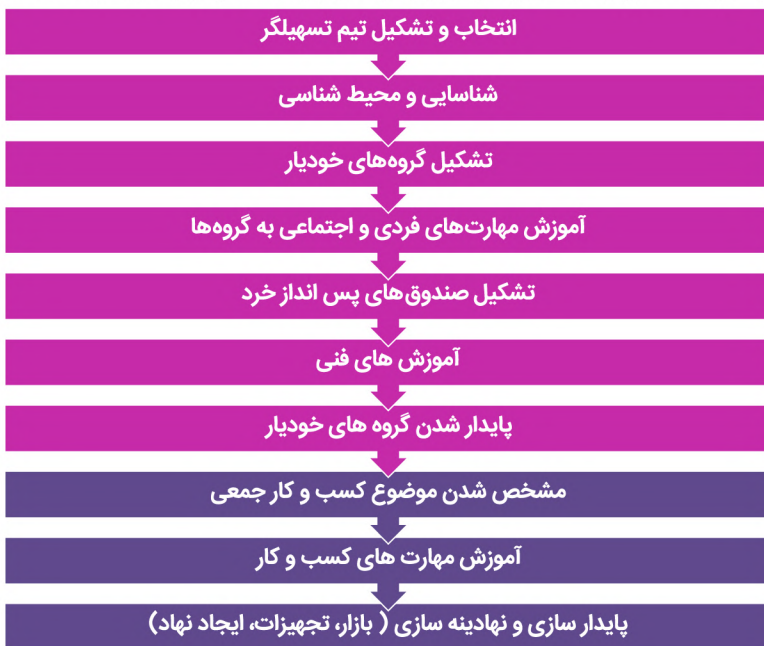 انتخاب و تشکیل تیم تسهیلگر
شناسایی و محیط شناسی
تشکیل گروه‌های خودیار
آموزش مهارت‌های فردی و اجتماعی به گروه‌ها
تشکیل صندوق‌های پس انداز خرد
آموزش های فنی
پایدار شدن گروه های خودیار
مشخص شدن موضوع کسب و کار جمعی
آموزش مهارت های کسب و کار
پایدار سازی و نهادینه سازی ( بازار، تجهیزات، ایجاد نهاد)